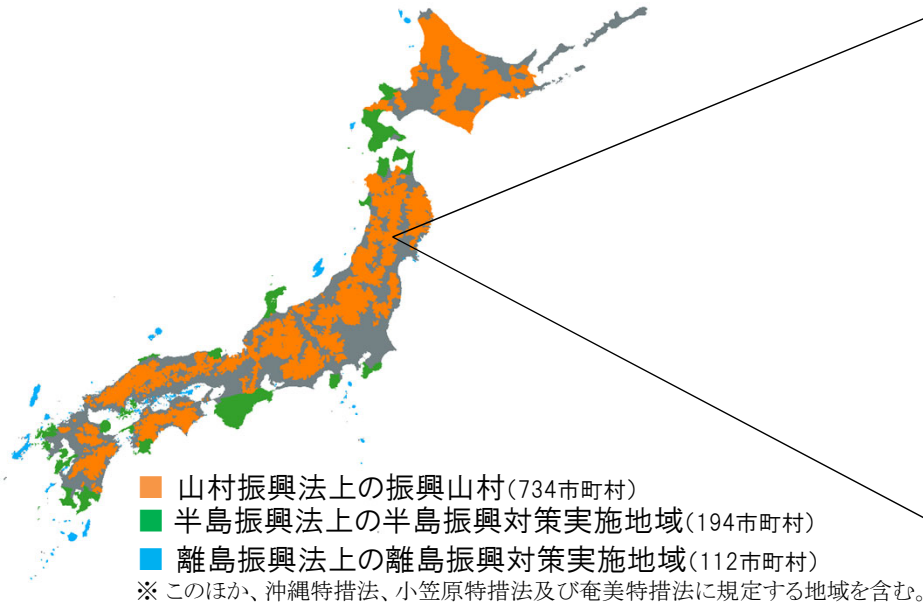 山村振興法上の振興山村(734市町村)
半島振興法上の半島振興対策実施地域(194市町村)
離島振興法上の離島振興対策実施地域(112市町村)
※ このほか、沖縄特措法、小笠原特措法及び奄美特措法に規定する地域を含む。